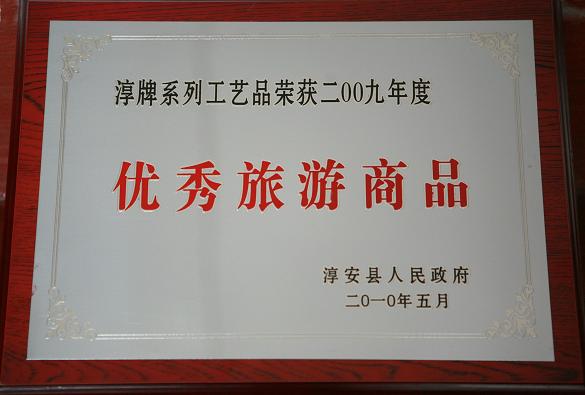 淳牌系列工艺品荣获二00九年度
优秀旅游商品
淳安县人民政府
二0一0年五月